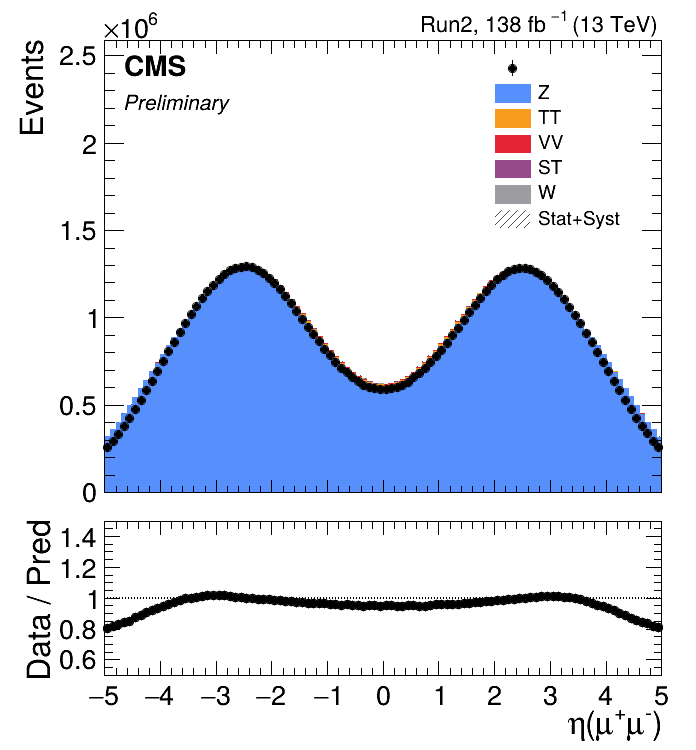 ×10⁶
Run2, 138 fb⁻¹ (13 TeV)
CMS
Preliminary
Z
TT
VV
ST
W
Stat+Syst
Events
2.5
2
1.5
1
0.5
0
Data / Pred
1.4
1.2
1
0.8
0.6
−5 −4 −3 −2 −1 0 1 2 3 4 5
η(μ⁺μ⁻)